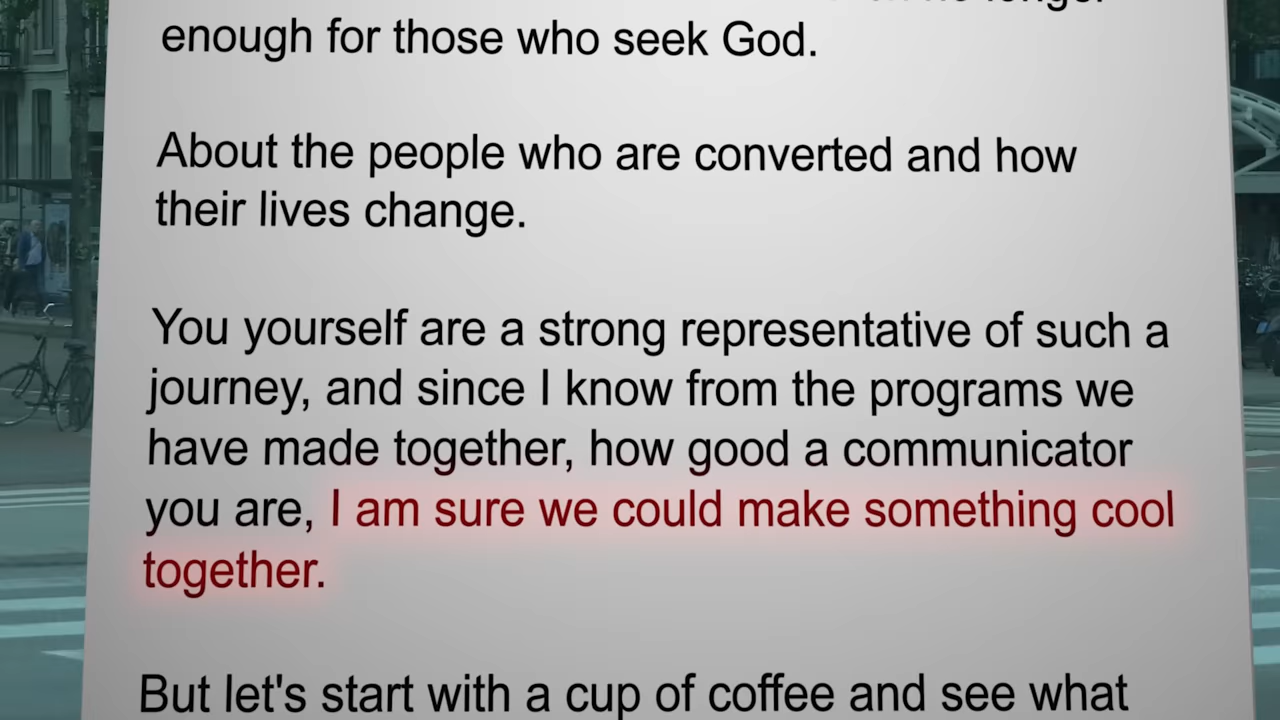 enough for those who seek God.
About the people who are converted and how
their lives change.
You yourself are a strong representative of such a
journey, and since I know from the programs we
have made together, how good a communicator
you are, I am sure we could make something cool
together.
But let's start with a cup of coffee and see what